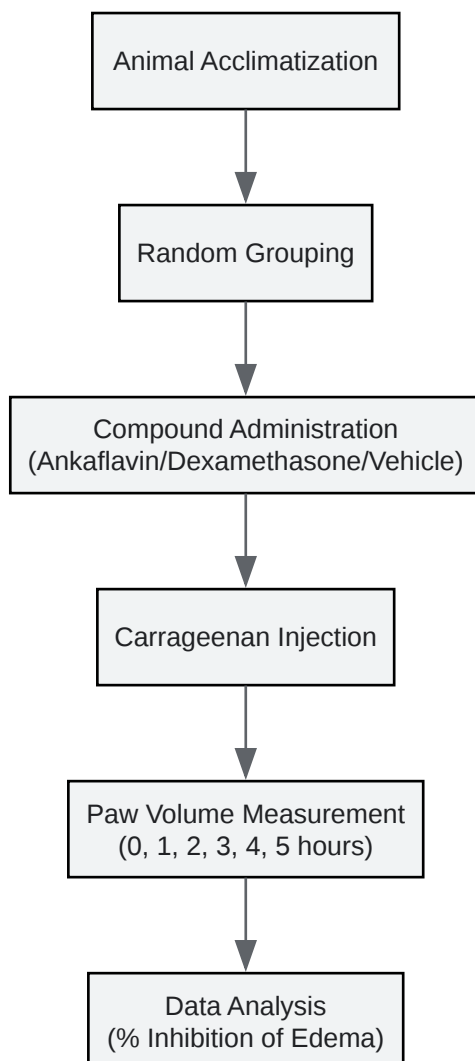 Animal Acclimatization
Random Grouping
Compound Administration
(Ankaflavin/Dexamethasone/Vehicle)
Carrageenan Injection
Paw Volume Measurement
(0, 1, 2, 3, 4, 5 hours)
Data Analysis
(% Inhibition of Edema)